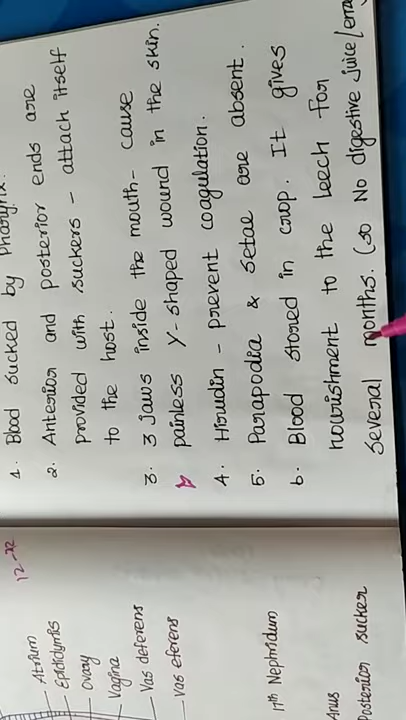 1. Blood sucked by Pharynx.
2. Anterior and posterior ends are
provided with suckers - attach itself
to the host.
3. 3 jaws inside the mouth - cause
painless Y-shaped wound in the skin.
4. Hirudin - prevent coagulation.
5. Parapodia & setae are absent.
6. Blood stored in crop. It gives
nourishment to the leech for
several months. (so No digestive juice/
12-
Atrium
Epididymis
Ovary
Vagina
Vas deferens
Vas eferens
17th Nephridum
Anus
Posterior sucker